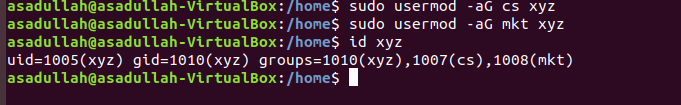 asadullah@asadullah-VirtualBox:/home$ sudo usermod -aG cs xyz
asadullah@asadullah-VirtualBox:/home$ sudo usermod -aG mkt xyz
asadullah@asadullah-VirtualBox:/home$ id xyz
uid=1005(xyz) gid=1010(xyz) groups=1010(xyz),1007(cs),1008(mkt)
asadullah@asadullah-VirtualBox:/home$